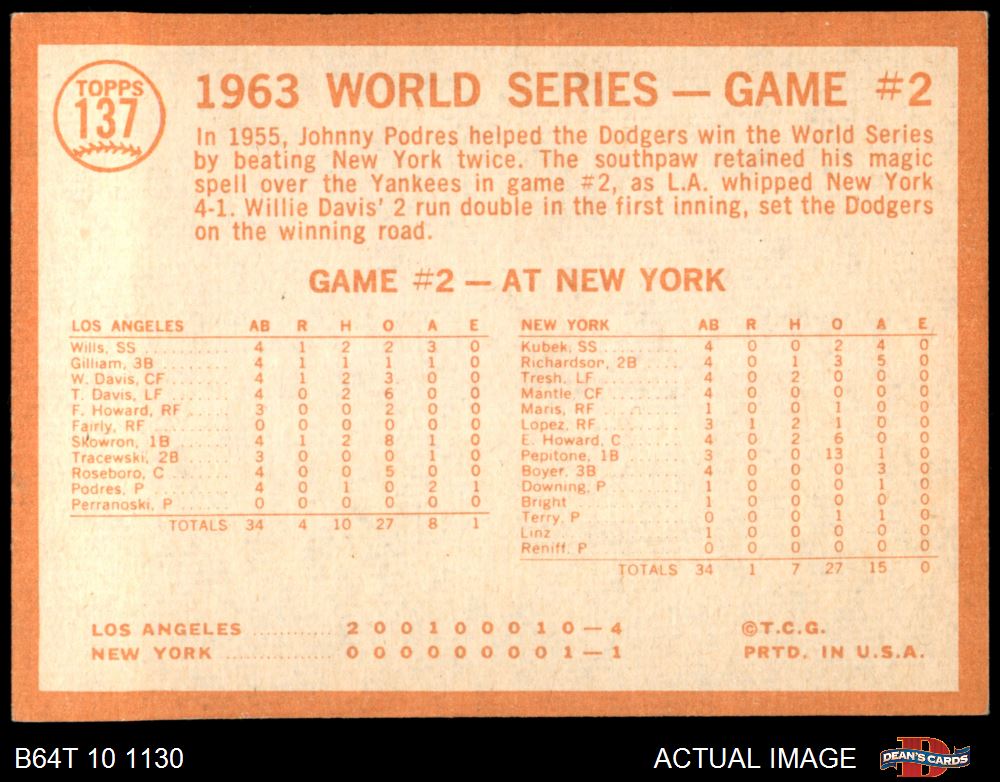 TOPPS
137
1963 WORLD SERIES — GAME #2
In 1955, Johnny Podres helped the Dodgers win the World Series
by beating New York twice. The southpaw retained his magic
spell over the Yankees in game #2, as L.A. whipped New York
4-1. Willie Davis' 2 run double in the first inning, set the Dodgers
on the winning road.
GAME #2 — AT NEW YORK
LOS ANGELES AB R H O A E
Wills, SS 4 1 2 2 3 0
Gilliam, 3B 4 1 1 1 1 0
W. Davis, CF 4 1 2 3 0 0
T. Davis, LF 4 0 2 6 0 0
F. Howard, RF 3 0 0 2 0 0
Fairly, RF 0 0 0 0 0 0
Skowron, 1B 4 1 2 8 1 0
Tracewski, 2B 3 0 0 0 1 0
Roseboro, C 4 0 0 5 0 0
Podres, P 4 0 1 0 2 1
Perranoski, P 0 0 0 0 0 0
TOTALS 34 4 10 27 8 1
NEW YORK AB R H O A E
Kubek, SS 4 0 0 2 4 0
Richardson, 2B 4 0 1 3 5 0
Tresh, LF 4 0 2 0 0 0
Mantle, CF 4 0 0 0 0 0
Maris, RF 1 0 0 1 0 0
Lopez, RF 3 1 2 1 0 0
E. Howard, C 4 0 2 6 0 0
Pepitone, 1B 3 0 0 13 1 0
Boyer, 3B 4 0 0 0 3 0
Downing, P 1 0 0 0 1 0
Bright 1 0 0 0 0 0
Terry, P 0 0 0 1 1 0
Linz 1 0 0 0 0 0
Reniff, P 0 0 0 0 0 0
TOTALS 34 1 7 27 15 0
LOS ANGELES 2 0 0 1 0 0 0 1 0 — 4
NEW YORK 0 0 0 0 0 0 0 0 1 — 1
©T.C.G.
PRTD. IN U.S.A.
B64T 10 1130
ACTUAL IMAGE
DEAN'S CARDS